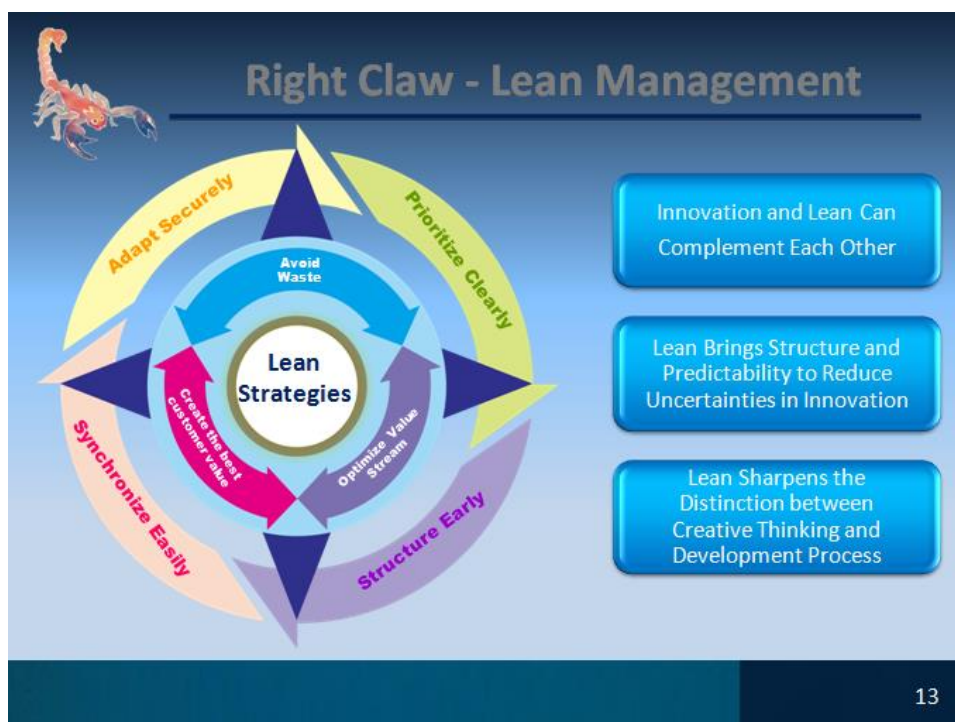 Right Claw - Lean Management
Adapt Securely
Prioritize Clearly
Structure Early
Synchronize Easily
Avoid
Waste
Optimize Value
Stream
Create the best
customer value
Lean
Strategies
Innovation and Lean Can
Complement Each Other
Lean Brings Structure and
Predictability to Reduce
Uncertainties in Innovation
Lean Sharpens the
Distinction between
Creative Thinking and
Development Process
13